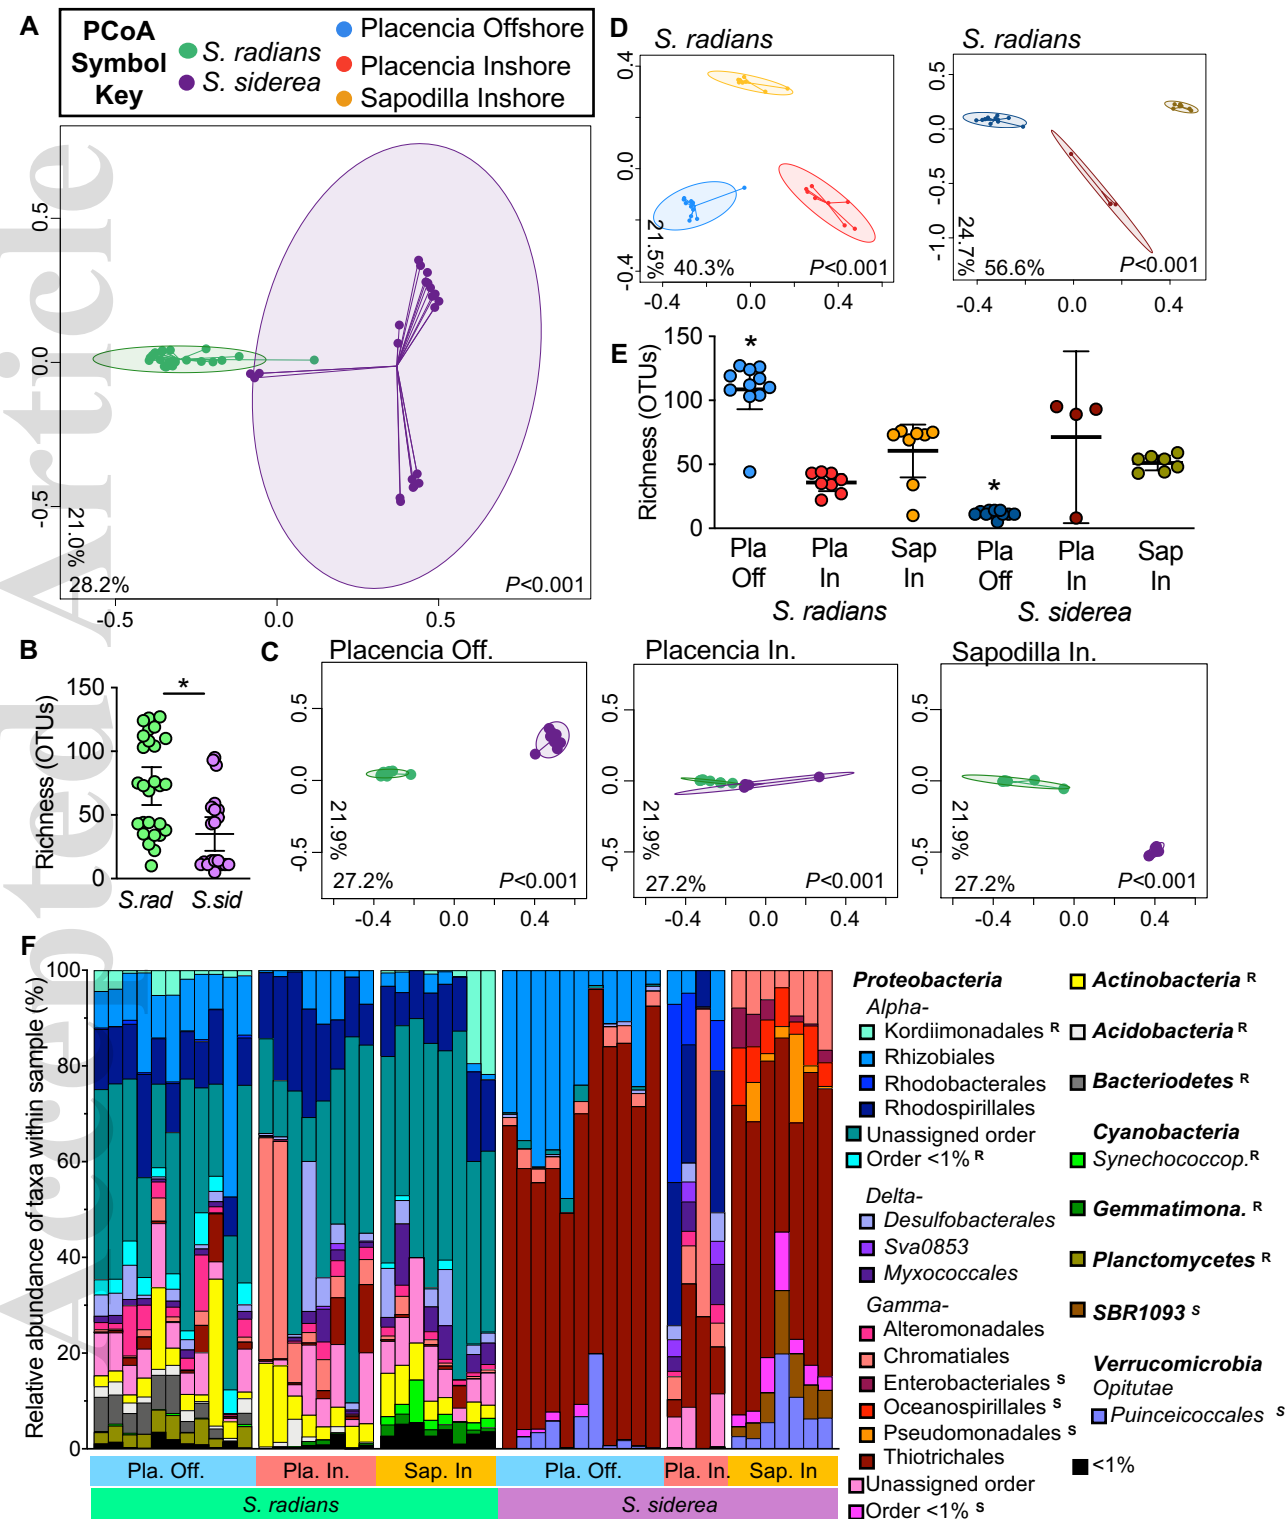 Accepted Article
A
PCoA
Symbol
Key
S. radians
S. siderea
Placencia Offshore
Placencia Inshore
Sapodilla Inshore
0.5
0.0
-0.5
21.0%
28.2%
P<0.001
-0.5
0.0
0.5
D
S. radians
0.4
0.0
-0.4
21.5%
40.3%
P<0.001
-0.4
0.0
0.4
S. radians
0.5
0.0
-0.5
-1.0
24.7%
56.6%
P<0.001
-0.4
0.0
0.4
E
Richness (OTUs)
150
100
50
0
*
*
Pla Off
Pla In
Sap In
Pla Off
Pla In
Sap In
S. radians
S. siderea
B
Richness (OTUs)
150
100
50
0
*
S.rad
S.sid
C
Placencia Off.
0.5
0.0
-0.5
21.9%
27.2%
P<0.001
-0.4
0.0
0.4
Placencia In.
0.5
0.0
-0.5
21.9%
27.2%
P<0.001
-0.4
0.0
0.4
Sapodilla In.
0.5
0.0
-0.5
21.9%
27.2%
P<0.001
-0.4
0.0
0.4
F
Relative abundance of taxa within sample (%)
100
80
60
40
20
0
Pla. Off.
Pla. In.
Sap. In
Pla. Off.
Pla. In.
Sap. In
S. radians
S. siderea
Proteobacteria
Alpha-
Kordiimonadales R
Rhizobiales
Rhodobacterales
Rhodospirillales
Unassigned order
Order <1% R
Delta-
Desulfobacterales
Sva0853
Myxococcales
Gamma-
Alteromonadales
Chromatiales
Enterobacteriales S
Oceanospirillales S
Pseudomonadales S
Thiotrichales
Unassigned order
Order <1% S
Actinobacteria R
Acidobacteria R
Bacteriodetes R
Cyanobacteria
Synechococcop.R
Gemmatimona. R
Planctomycetes R
SBR1093 S
Verrucomicrobia
Opitutae
Puinceicoccales S
<1%